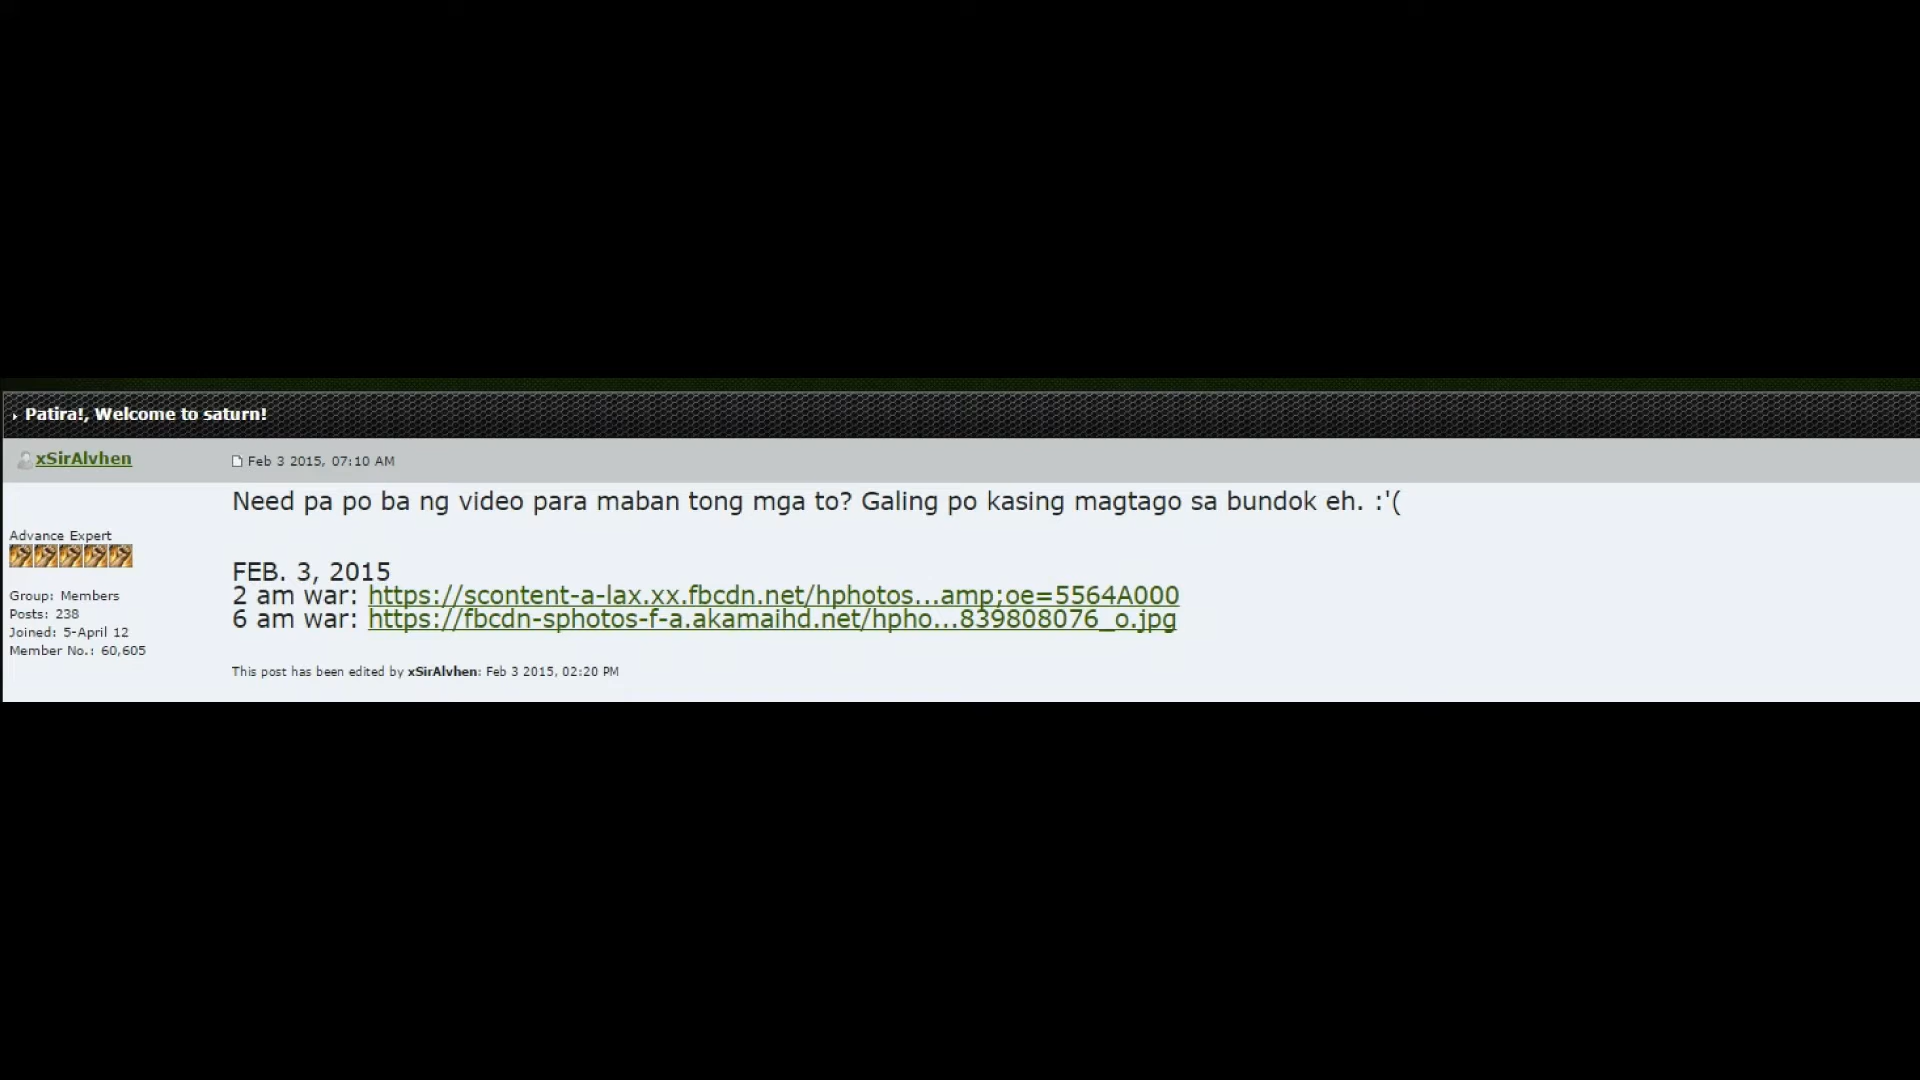 Patira!, Welcome to saturn!
xSirAlvhen
Feb 3 2015, 07:10 AM
Need pa po ba ng video para maban tong mga to? Galing po kasing magtago sa bundok eh. :'(
Advance Expert
Group: Members
Posts: 238
Joined: 5-April 12
Member No.: 60,605
FEB. 3, 2015
2 am war: https://scontent-a-lax.xx.fbcdn.net/hphotos...amp;oe=5564A000
6 am war: https://fbcdn-sphotos-f-a.akamaihd.net/hpho...839808076_o.jpg
This post has been edited by xSirAlvhen: Feb 3 2015, 02:20 PM